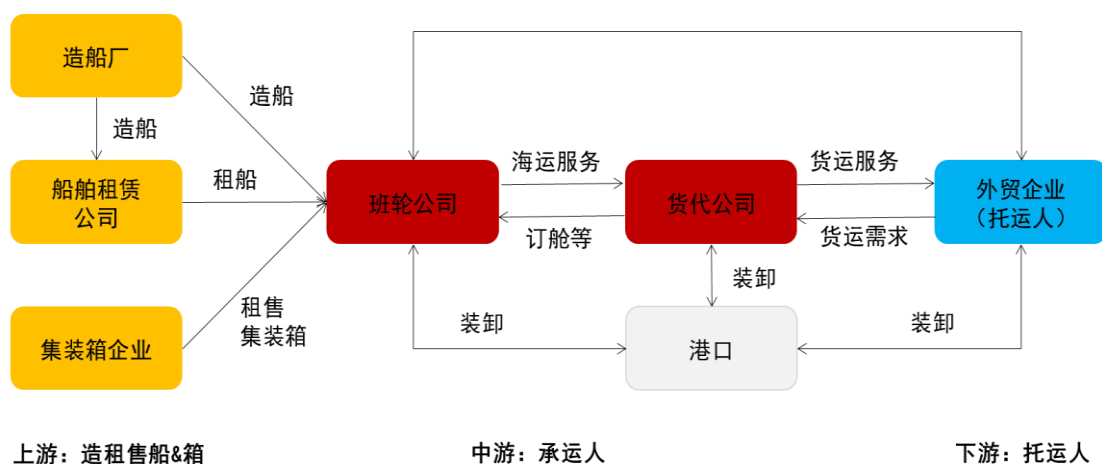 造船厂
造船
造船
船舶租赁
公司
租船
海运服务
货运服务
班轮公司
货代公司
外贸企业
（托运人）
订舱等
货运需求
装卸
租售
集装箱
装卸
装卸
集装箱企业
港口
上游：造租售船&箱
中游：承运人
下游：托运人